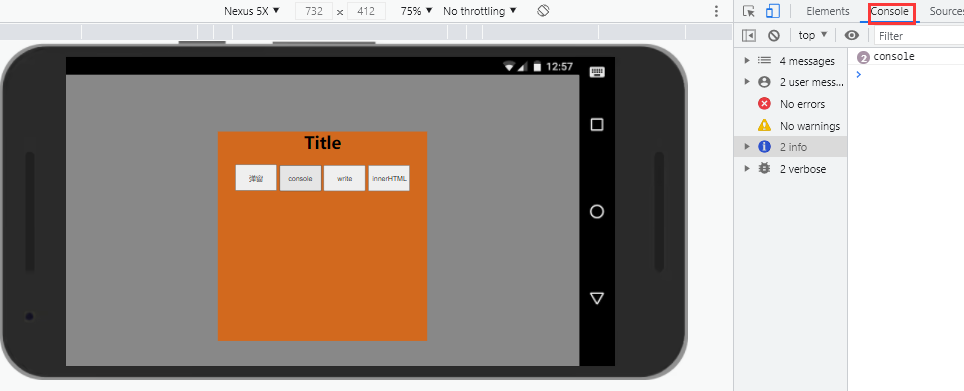 Nexus 5X ▼ 732 × 412 75% ▼ No throttling ▼
Elements Console Sources
top ▼ Filter
4 messages
2 user mess...
No errors
No warnings
2 info
2 verbose
2 console
>
12:57
Title
弹窗 console write innerHTML